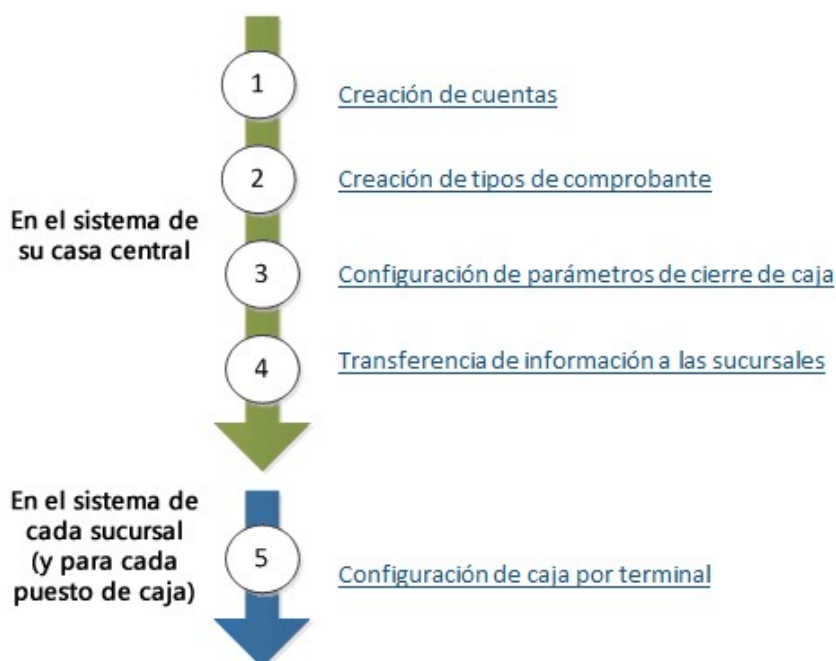 1
Creación de cuentas
2
Creación de tipos de comprobante
En el sistema de
su casa central
3
Configuración de parámetros de cierre de caja
4
Transferencia de información a las sucursales
En el sistema de
cada sucursal
(y para cada
puesto de caja)
5
Configuración de caja por terminal